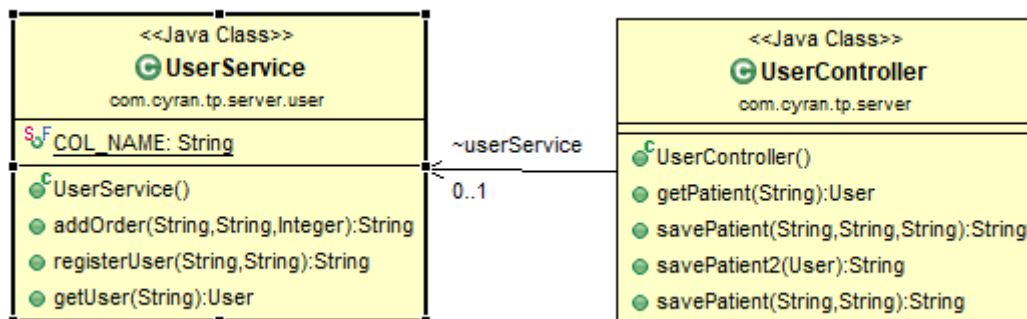 <<Java Class>>
UserService
com.cyran.tp.server.user
COL_NAME: String
UserService()
addOrder(String,String,Integer):String
registerUser(String,String):String
getUser(String):User
~userService
0..1
<<Java Class>>
UserController
com.cyran.tp.server
UserController()
getPatient(String):User
savePatient(String,String,String):String
savePatient2(User):String
savePatient(String,String):String